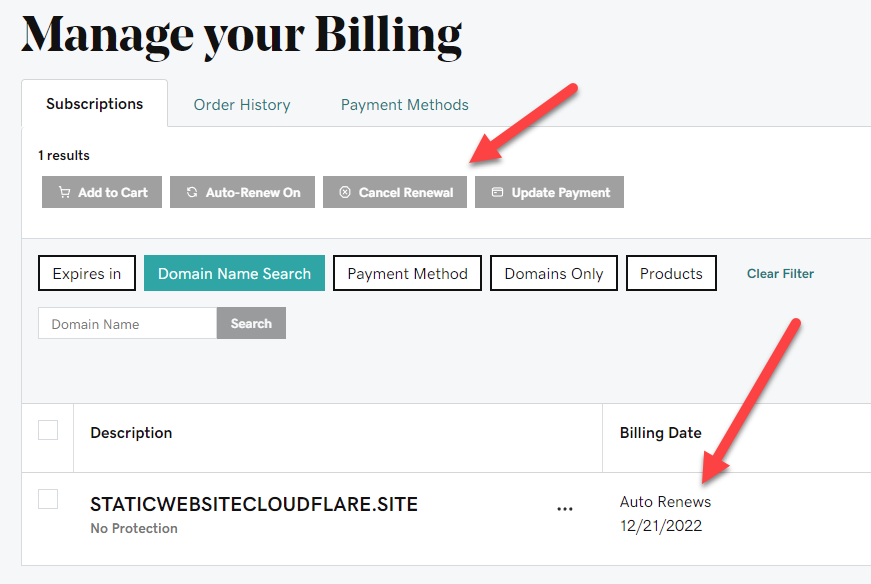 Manage your Billing
Subscriptions Order History Payment Methods
1 results
Add to Cart Auto-Renew On Cancel Renewal Update Payment
Expires in Domain Name Search Payment Method Domains Only Products Clear Filter
Domain Name Search
Description Billing Date
STATICWEBSITECLOUDFLARE.SITE ... Auto Renews
No Protection 12/21/2022